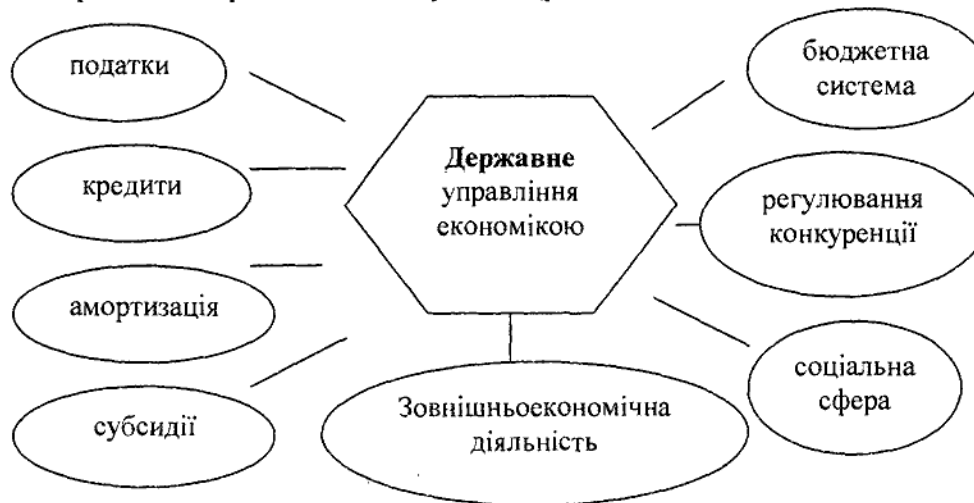 податки
кредити
амортизація
субсидії
Державне
управління
економікою
Зовнішньоекономічна
діяльність
бюджетна
система
регулювання
конкуренції
соціальна
сфера